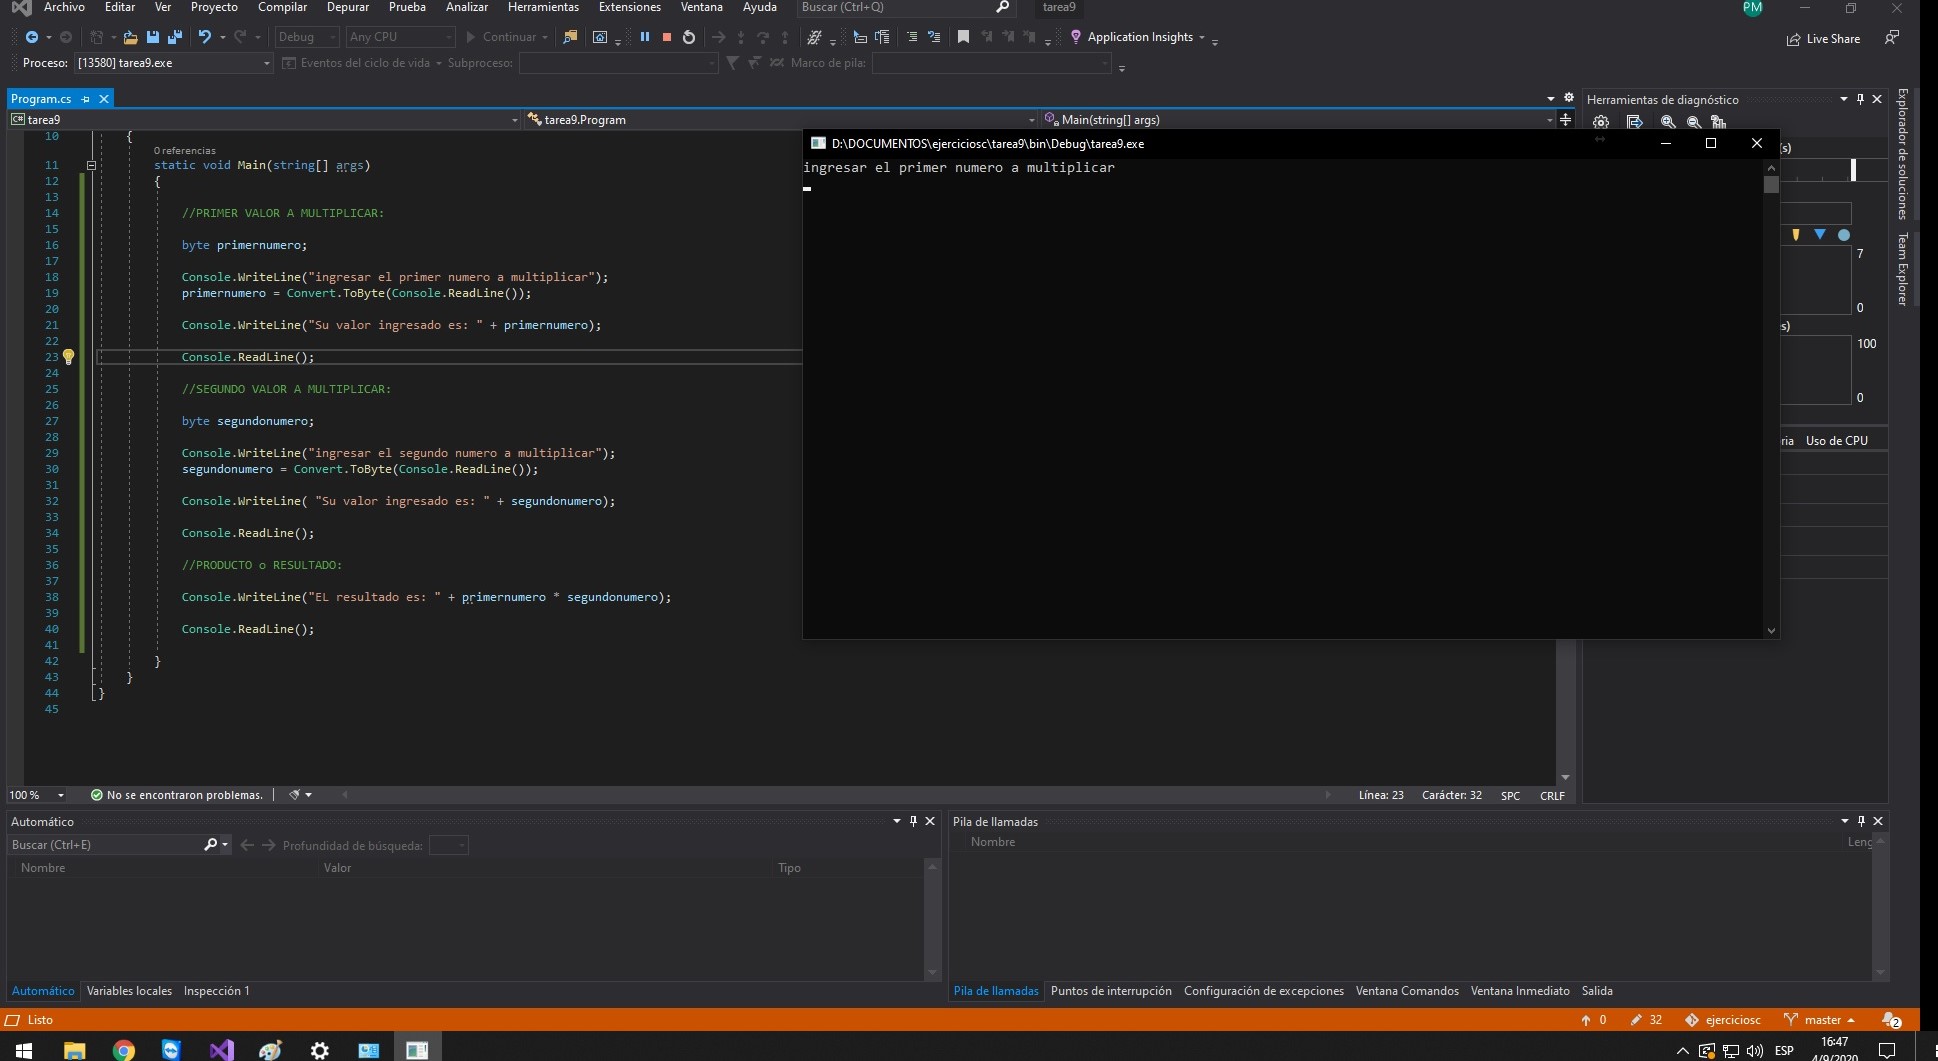 Archivo Editar Ver Proyecto Compilar Depurar Prueba Analizar Herramientas Extensiones Ventana Ayuda Buscar (Ctrl+Q) tarea9 PM
Debug Any CPU Continuar Application Insights Live Share
Proceso: [13580] tarea9.exe Eventos del ciclo de vida Subproceso: Marco de pila:
Program.cs
tarea9 tarea9.Program Main(string[] args)
10 {
0 referencias
11 static void Main(string[] args)
12 {
13
14 //PRIMER VALOR A MULTIPLICAR:
15
16 byte primernumero;
17
18 Console.WriteLine("ingresar el primer numero a multiplicar");
19 primernumero = Convert.ToByte(Console.ReadLine());
20
21 Console.WriteLine("Su valor ingresado es: " + primernumero);
22
23 Console.ReadLine();
24
25 //SEGUNDO VALOR A MULTIPLICAR:
26
27 byte segundonumero;
28
29 Console.WriteLine("ingresar el segundo numero a multiplicar");
30 segundonumero = Convert.ToByte(Console.ReadLine());
31
32 Console.WriteLine( "Su valor ingresado es: " + segundonumero);
33
34 Console.ReadLine();
35
36 //PRODUCTO o RESULTADO:
37
38 Console.WriteLine("EL resultado es: " + primernumero * segundonumero);
39
40 Console.ReadLine();
41
42 }
43 }
44 }
45
D:\DOCUMENTOS\ejerciciosc\tarea9\bin\Debug\tarea9.exe
ingresar el primer numero a multiplicar
Herramientas de diagnóstico
s)
7
0
s)
100
0
ria Uso de CPU
Explorador de soluciones
Team Explorer
100 % No se encontraron problemas. Línea: 23 Carácter: 32 SPC CRLF
Automático
Buscar (Ctrl+E) Profundidad de búsqueda:
Nombre Valor Tipo
Automático Variables locales Inspección 1
Pila de llamadas
Nombre Leng
Pila de llamadas Puntos de interrupción Configuración de excepciones Ventana Comandos Ventana Inmediato Salida
Listo 0 32 ejerciciosc master 2
ESP 16:47
4/9/2020